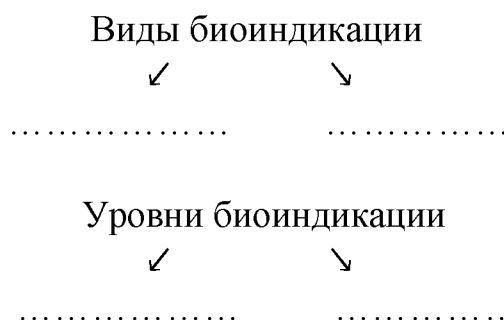 Виды биоиндикации
↙ ↘
………………… ……………
Уровни биоиндикации
↙ ↘
………………… ……………